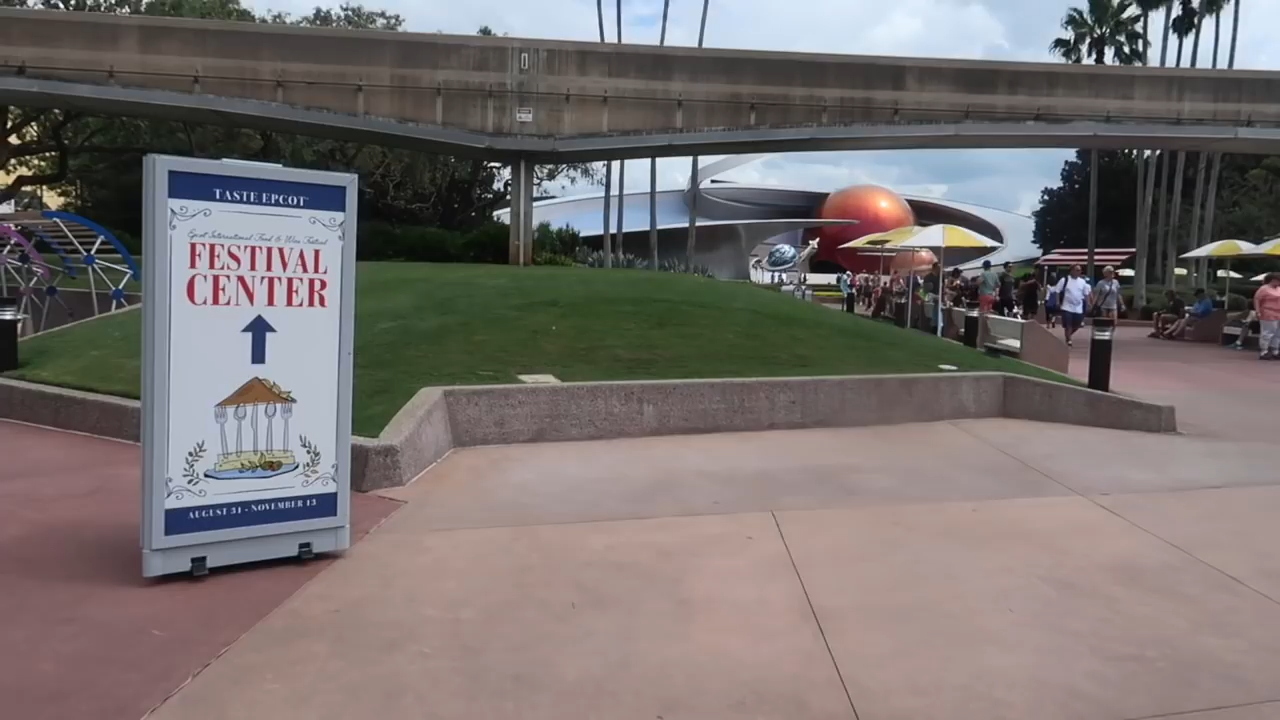 TASTE EPCOT
Epcot International Food & Wine Festival
FESTIVAL
CENTER
AUGUST 31 - NOVEMBER 13